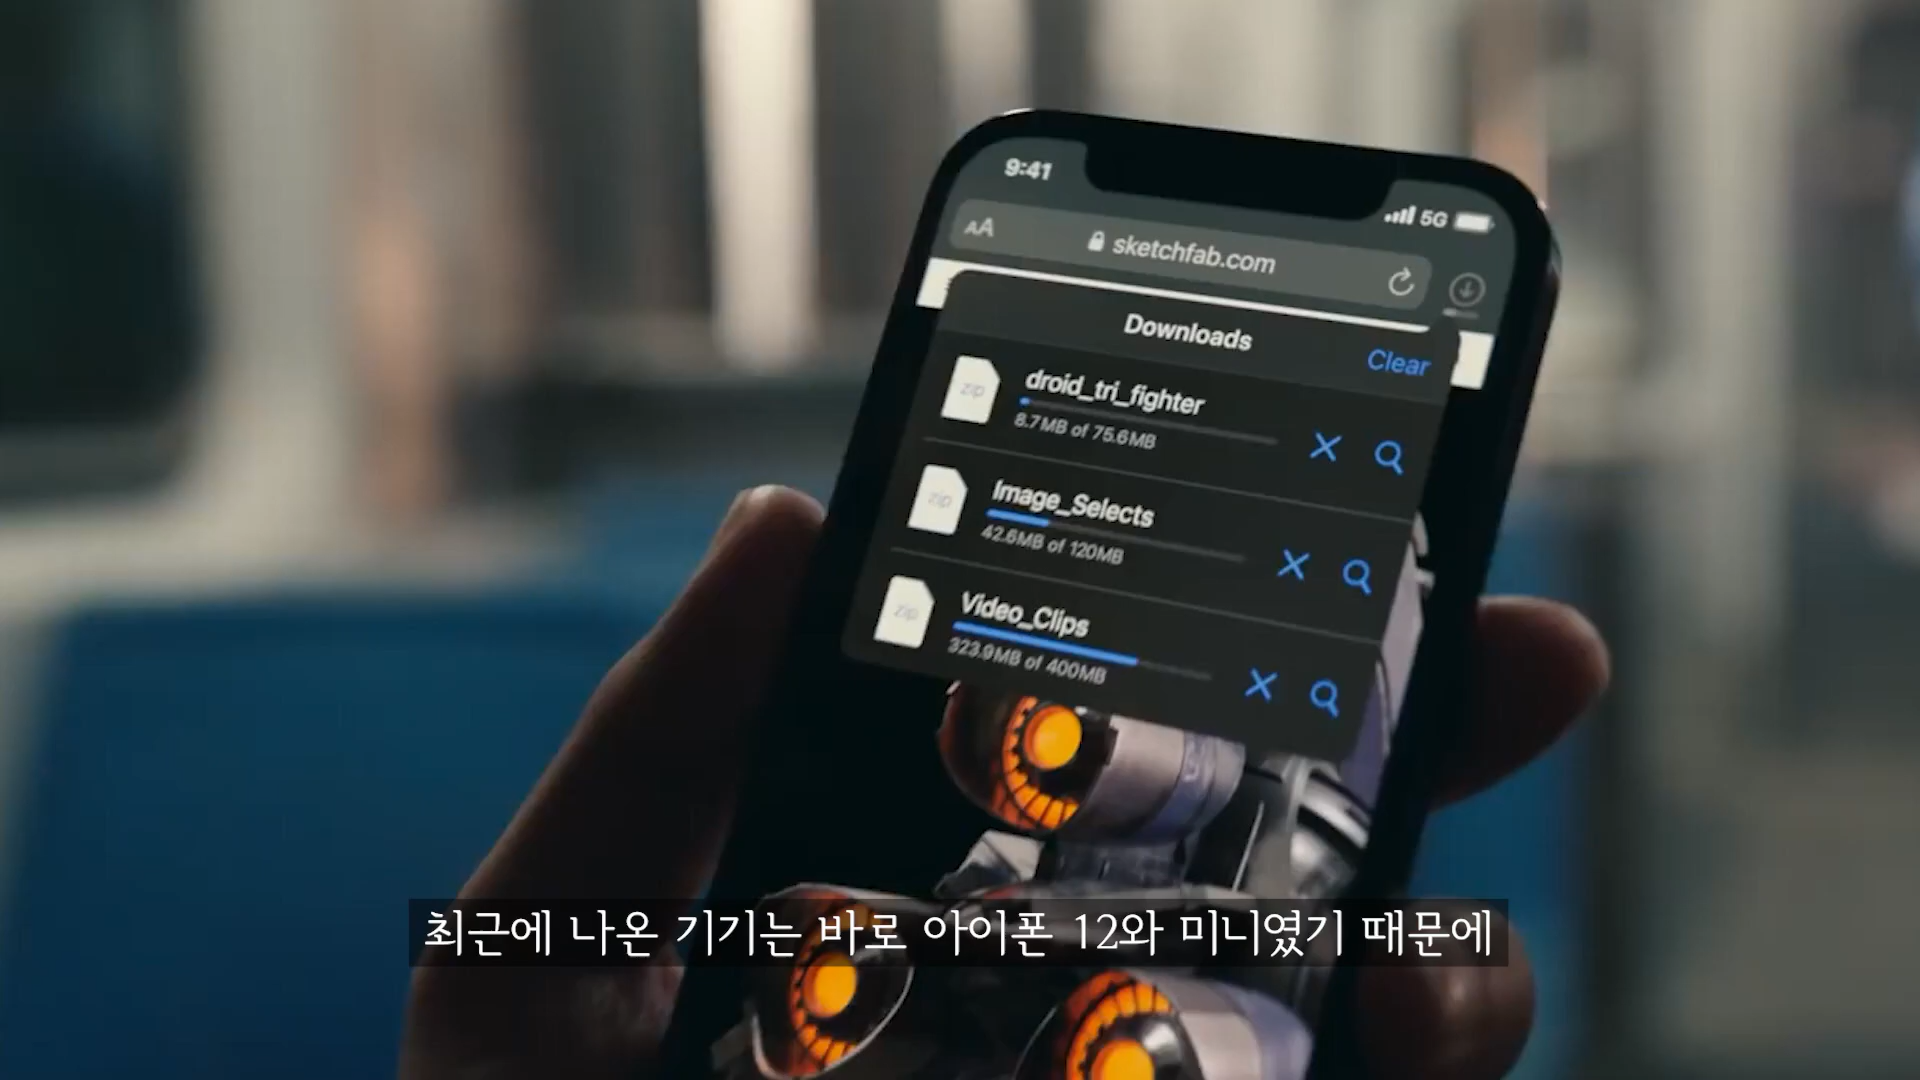 9:41
5G
AA
sketchfab.com
Downloads
Clear
zip
droid_tri_fighter
8.7MB of 75.6MB
zip
Image_Selects
42.6MB of 120MB
zip
Video_Clips
323.9MB of 400MB
최근에 나온 기기는 바로 아이폰 12와 미니였기 때문에